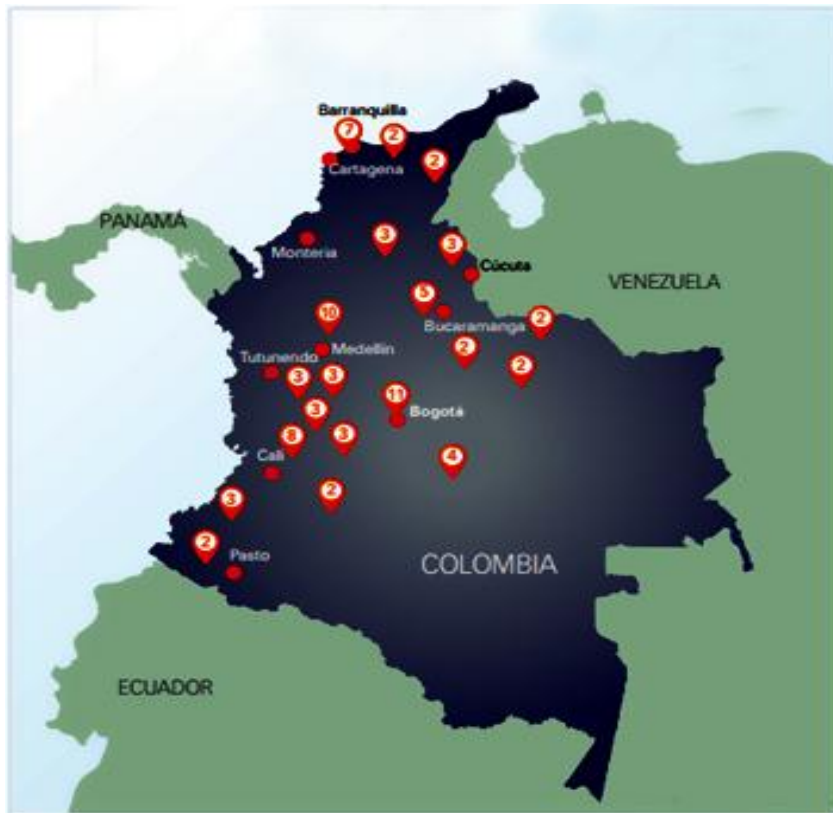 Barranquilla
7
2
2
Cartagena
PANAMÁ
3
3
Montería
Cúcuta
VENEZUELA
5
10
Bucaramanga
2
Tutunendo
Medellín
2
2
3
3
11
3
Bogotá
8
3
Calli
4
3
2
2
Pasto
COLOMBIA
ECUADOR